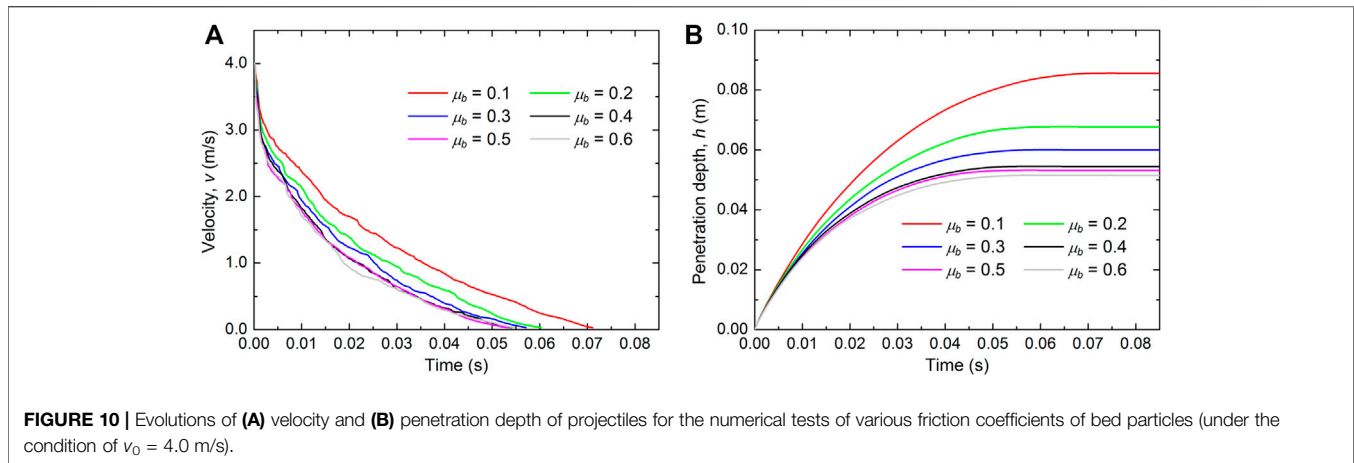 A
Velocity, v (m/s)
4.0
3.0
2.0
1.0
0.0
μb = 0.1 μb = 0.2
μb = 0.3 μb = 0.4
μb = 0.5 μb = 0.6
0.00 0.01 0.02 0.03 0.04 0.05 0.06 0.07 0.08
Time (s)
B
Penetration depth, h (m)
0.10
0.08
0.06
0.04
0.02
0.00
μb = 0.1 μb = 0.2
μb = 0.3 μb = 0.4
μb = 0.5 μb = 0.6
0.00 0.01 0.02 0.03 0.04 0.05 0.06 0.07 0.08
Time (s)
FIGURE 10 | Evolutions of (A) velocity and (B) penetration depth of projectiles for the numerical tests of various friction coefficients of bed particles (under the
condition of v0 = 4.0 m/s).